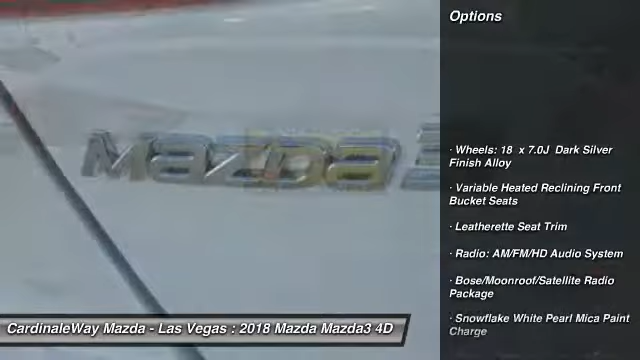 Options
mazda
· Wheels: 18 x 7.0J Dark Silver
Finish Alloy
· Variable Heated Reclining Front
Bucket Seats
· Leatherette Seat Trim
· Radio: AM/FM/HD Audio System
· Bose/Moonroof/Satellite Radio
Package
· Snowflake White Pearl Mica Paint
Charge
CardinaleWay Mazda - Las Vegas : 2018 Mazda Mazda3 4D